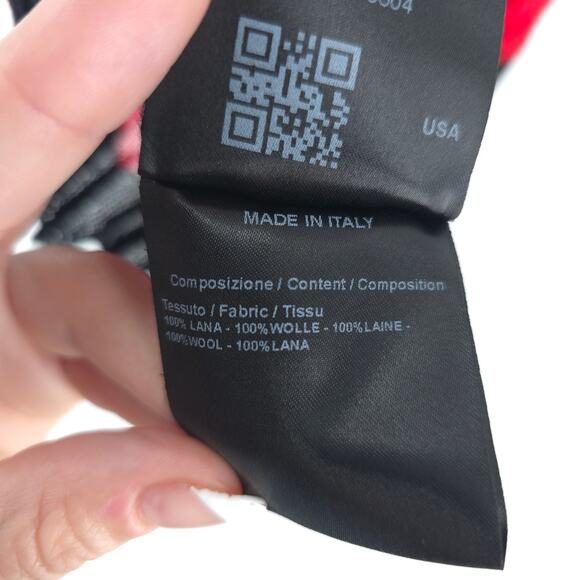 USA
MADE IN ITALY
Composizione / Content / Composition
Tessuto / Fabric / Tissu
100% LANA - 100%WOLLE - 100%LAINE -
100%WOOL - 100%LANA